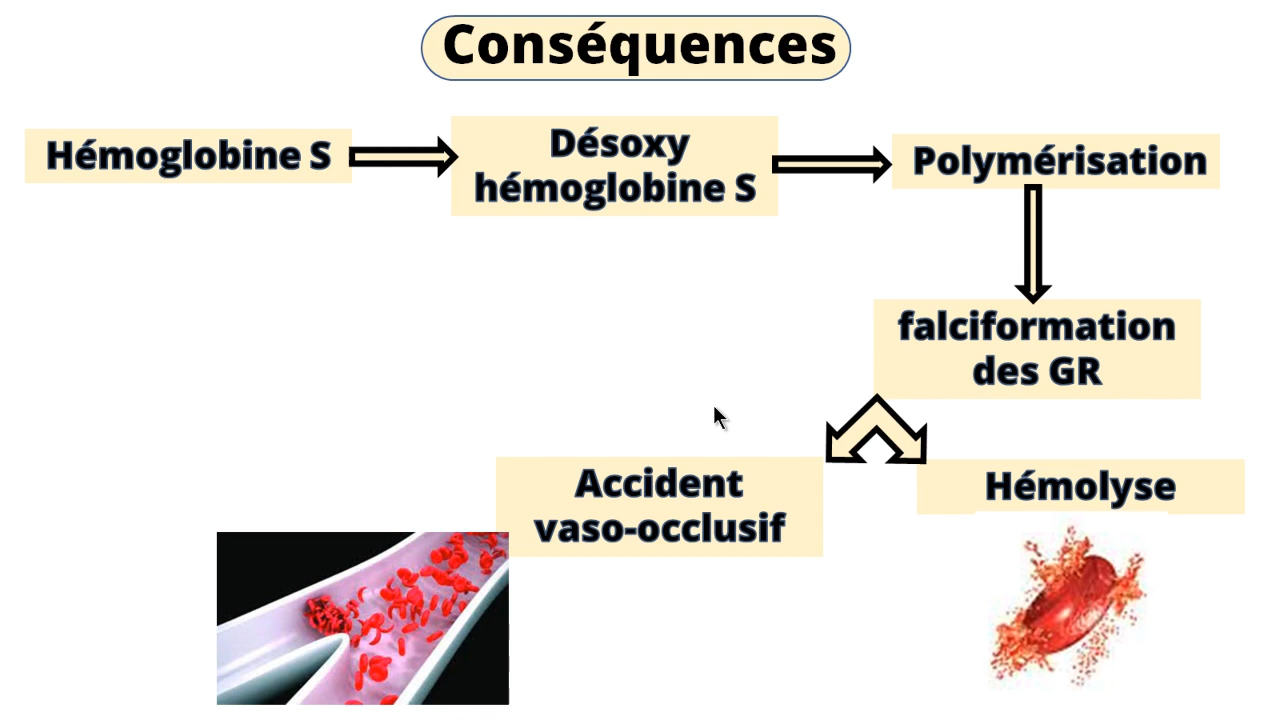 Conséquences
Hémoglobine S
Désoxy
hémoglobine S
Polymérisation
falciformation
des GR
Accident
vaso-occlusif
Hémolyse